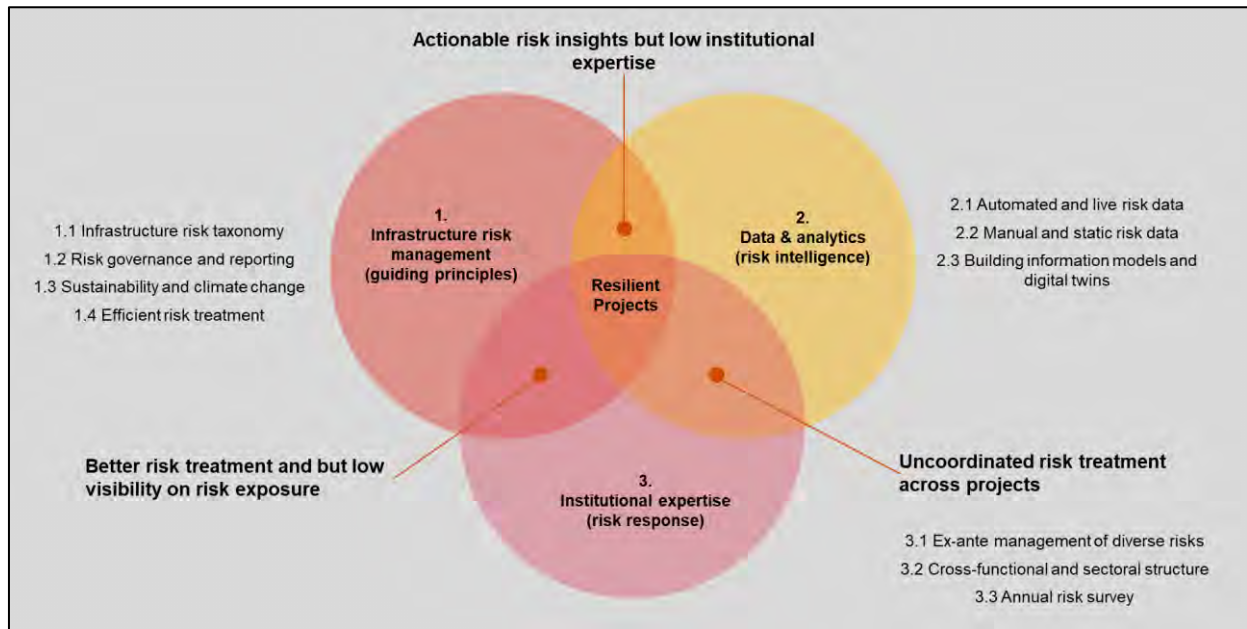 Actionable risk insights but low institutional
expertise
1.
Infrastructure risk
management
(guiding principles)
2.
Data & analytics
(risk intelligence)
1.1 Infrastructure risk taxonomy
1.2 Risk governance and reporting
1.3 Sustainability and climate change
1.4 Efficient risk treatment
2.1 Automated and live risk data
2.2 Manual and static risk data
2.3 Building information models and
digital twins
Resilient
Projects
Better risk treatment and but low
visibility on risk exposure
3.
Institutional expertise
(risk response)
Uncoordinated risk treatment
across projects
3.1 Ex-ante management of diverse risks
3.2 Cross-functional and sectoral structure
3.3 Annual risk survey